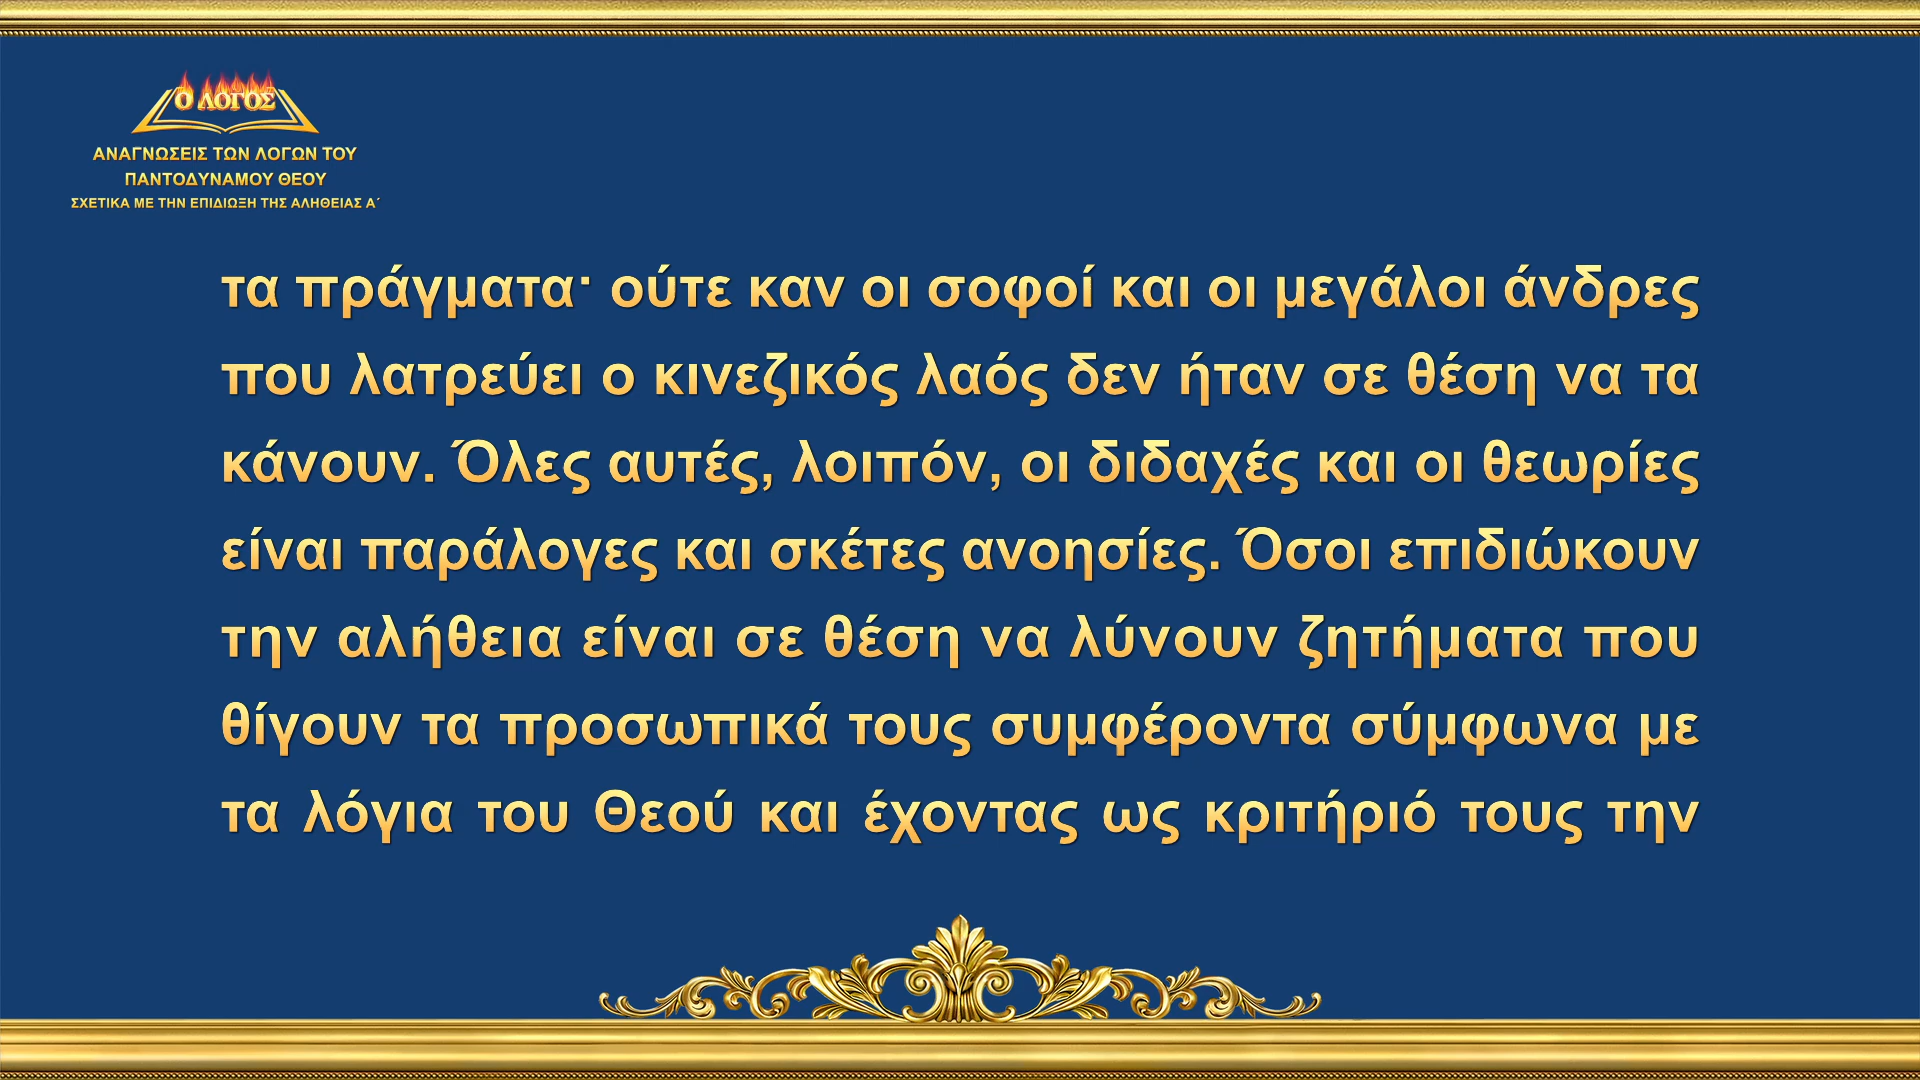 Ο ΛΟΓΟΣ
ΑΝΑΓΝΩΣΕΙΣ ΤΩΝ ΛΟΓΩΝ ΤΟΥ
ΠΑΝΤΟΔΥΝΑΜΟΥ ΘΕΟΥ
ΣΧΕΤΙΚΑ ΜΕ ΤΗΝ ΕΠΙΔΙΩΞΗ ΤΗΣ ΑΛΗΘΕΙΑΣ Α΄
τα πράγματα· ούτε καν οι σοφοί και οι μεγάλοι άνδρες
που λατρεύει ο κινεζικός λαός δεν ήταν σε θέση να τα
κάνουν. Όλες αυτές, λοιπόν, οι διδαχές και οι θεωρίες
είναι παράλογες και σκέτες ανοησίες. Όσοι επιδιώκουν
την αλήθεια είναι σε θέση να λύνουν ζητήματα που
θίγουν τα προσωπικά τους συμφέροντα σύμφωνα με
τα λόγια του Θεού και έχοντας ως κριτήριό τους την